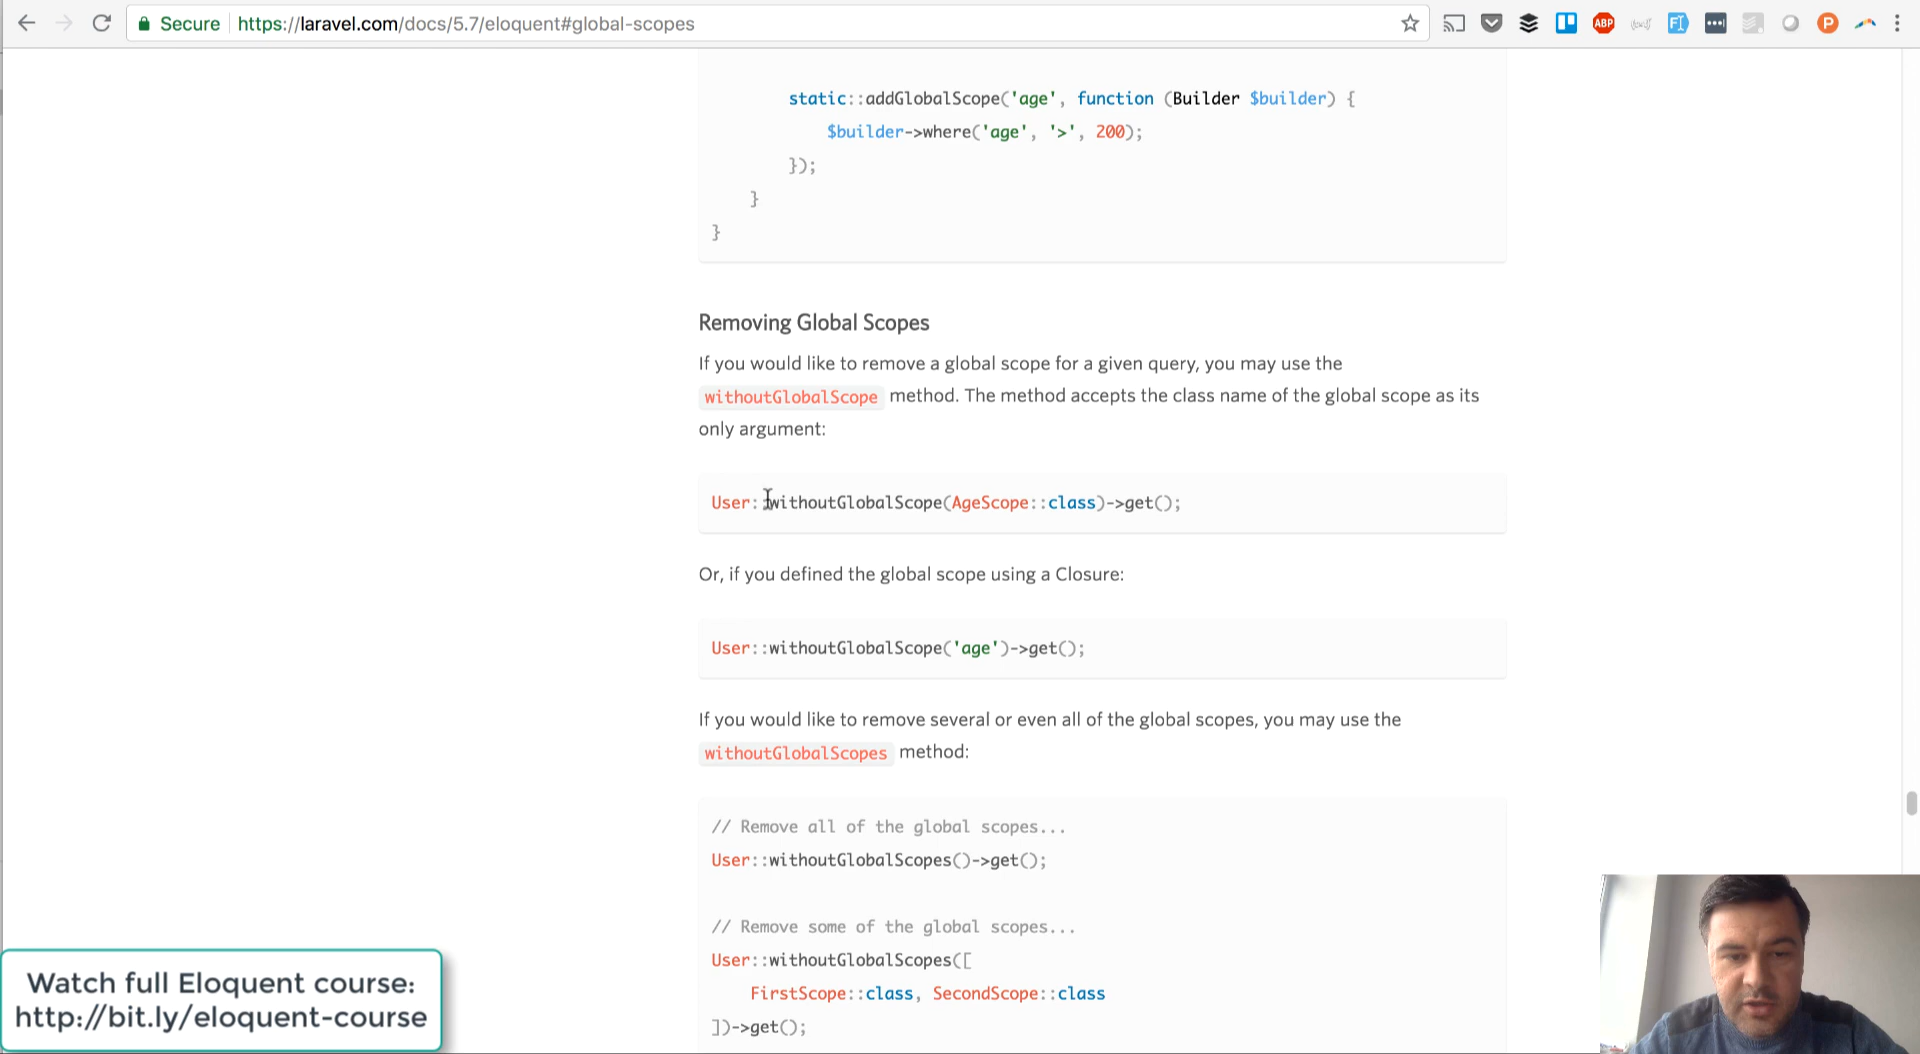 Secure https://laravel.com/docs/5.7/eloquent#global-scopes
ABP
P
static::addGlobalScope('age', function (Builder $builder) {
$builder->where('age', '>', 200);
});
}
}
Removing Global Scopes
If you would like to remove a global scope for a given query, you may use the
withoutGlobalScope method. The method accepts the class name of the global scope as its
only argument:
User::withoutGlobalScope(AgeScope::class)->get();
Or, if you defined the global scope using a Closure:
User::withoutGlobalScope('age')->get();
If you would like to remove several or even all of the global scopes, you may use the
withoutGlobalScopes method:
// Remove all of the global scopes...
User::withoutGlobalScopes()->get();
// Remove some of the global scopes...
User::withoutGlobalScopes([
FirstScope::class, SecondScope::class
])->get();
Watch full Eloquent course:
http://bit.ly/eloquent-course